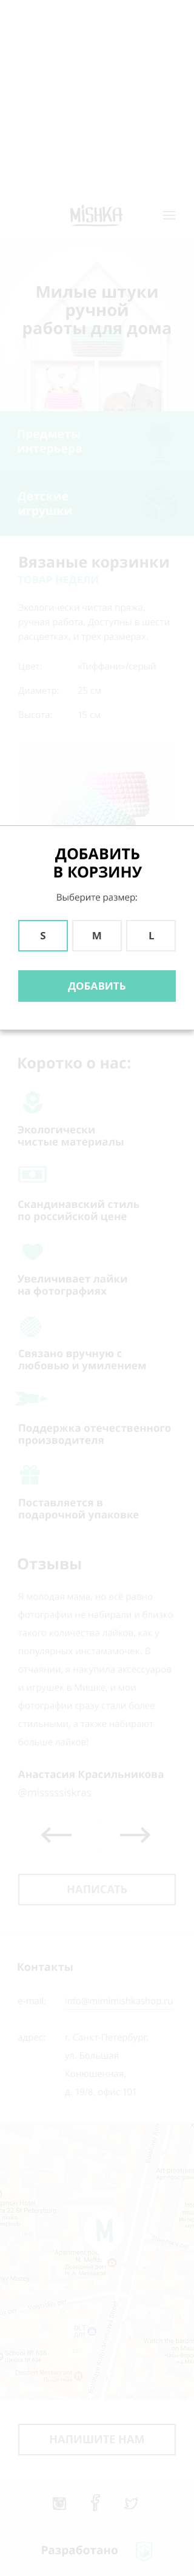 MISHKA
Милые штуки
ручной
работы для дома
Предметы
интерьера
Детские
игрушки
Вязаные корзинки
ТОВАР НЕДЕЛИ
Экологически чистая пряжа,
ручная работа. Доступны в шести
расцветках, и трех размерах.
Цвет: «Тиффани»/серый
Диаметр: 25 см
Высота: 15 см
ДОБАВИТЬ
В КОРЗИНУ
Выберите размер:
S M L
ДОБАВИТЬ
Коротко о нас:
Экологически
чистые материалы
Скандинавский стиль
по российской цене
Увеличивает лайки
на фотографиях
Связано вручную с
любовью и умилением
Поддержка отечественного
производителя
Поставляется в
подарочной упаковке
Отзывы
Я молодая мама, но всё равно
фотографии не набирали и близко
такого количества лайков, как у
популярных инстамамочек. В
отчаянии, я накупила аксессуаров
и игрушек в Мишке, и мои
фотографии сразу стали более
стильными, а также набирают
больше лайков!
Анастасия Красильникова
НАПИСАТЬ
Контакты
e-mail:
адрес: г. Санкт-Петербург,
ул. Большая
Конюшенная,
д. 19/8, офис 101
M
НАПИШИТЕ НАМ
Разработано